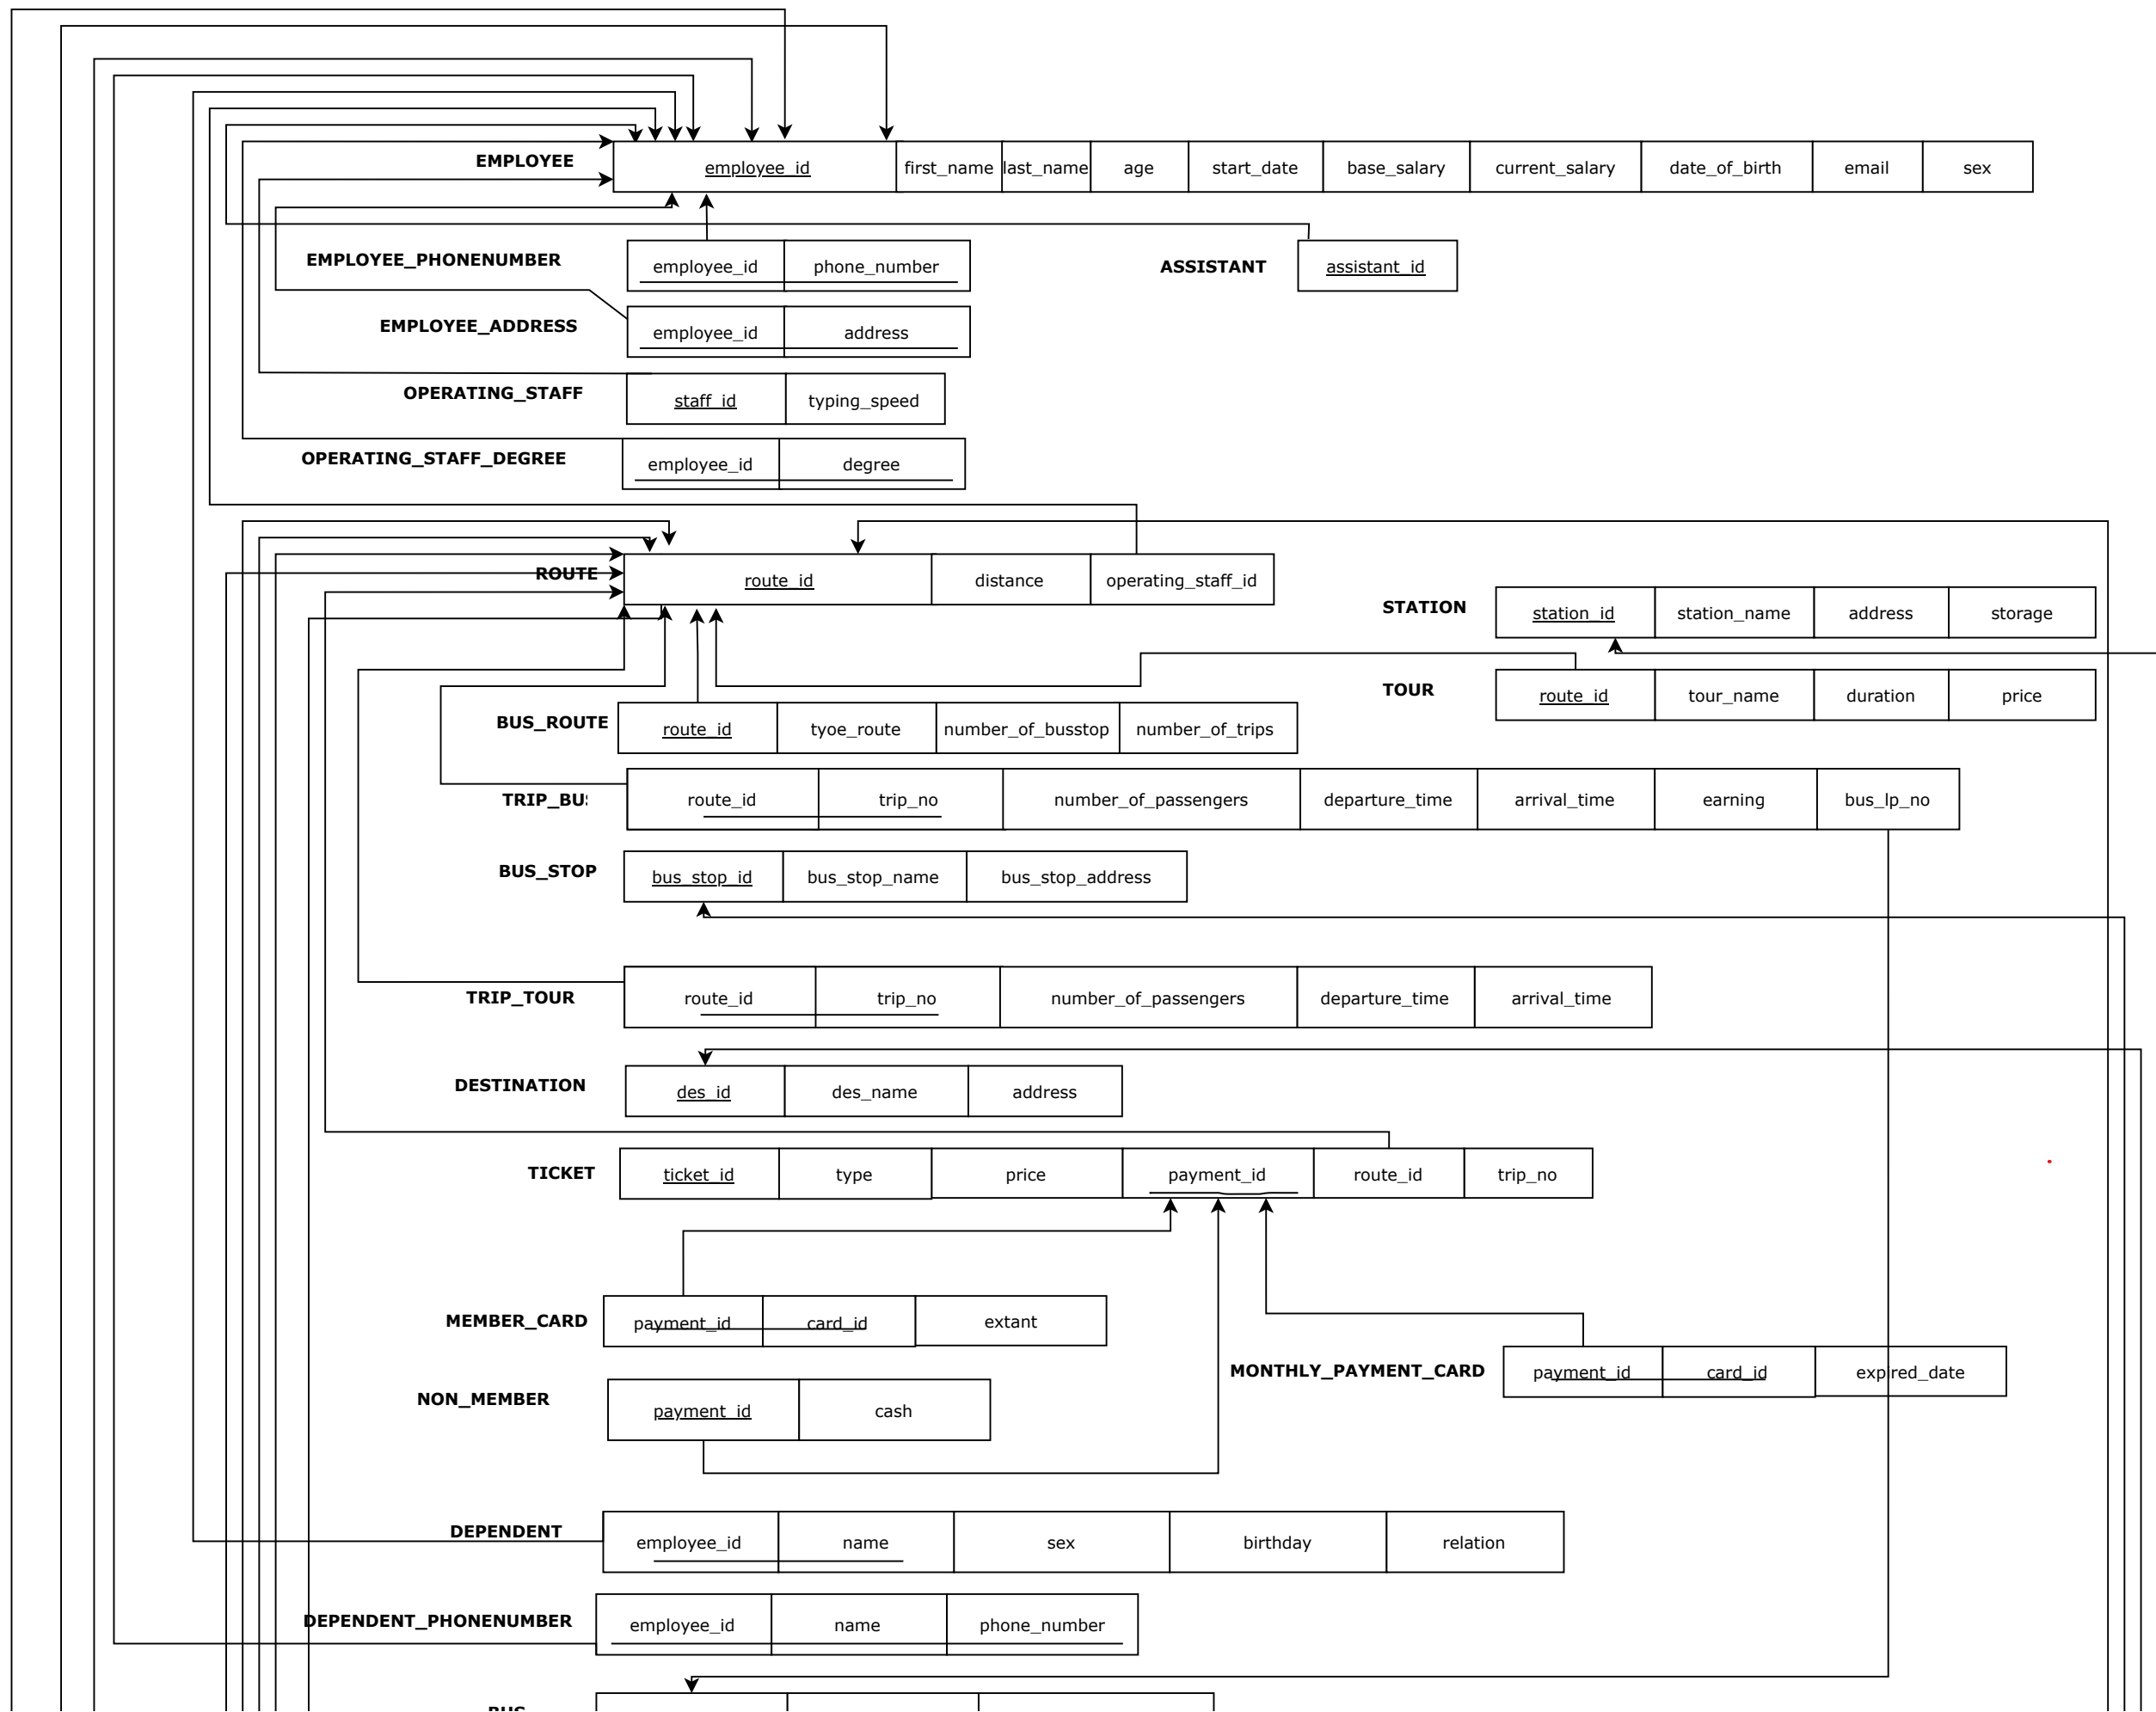 EMPLOYEE employee_id first_name last_name age start_date base_salary current_salary date_of_birth email sex
EMPLOYEE_PHONENUMBER employee_id phone_number ASSISTANT assistant_id
EMPLOYEE_ADDRESS employee_id address
OPERATING_STAFF staff_id typing_speed
OPERATING_STAFF_DEGREE employee_id degree
ROUTE route_id distance operating_staff_id
STATION station_id station_name address storage
TOUR route_id tour_name duration price
BUS_ROUTE route_id tyoe_route number_of_busstop number_of_trips
TRIP_BU route_id trip_no number_of_passengers departure_time arrival_time earning bus_lp_no
BUS_STOP bus_stop_id bus_stop_name bus_stop_address
TRIP_TOUR route_id trip_no number_of_passengers departure_time arrival_time
DESTINATION des_id des_name address
TICKET ticket_id type price payment_id route_id trip_no
MEMBER_CARD payment_id card_id extant
MONTHLY_PAYMENT_CARD payment_id card_id expired_date
NON_MEMBER payment_id cash
DEPENDENT employee_id name sex birthday relation
DEPENDENT_PHONENUMBER employee_id name phone_number
BUS